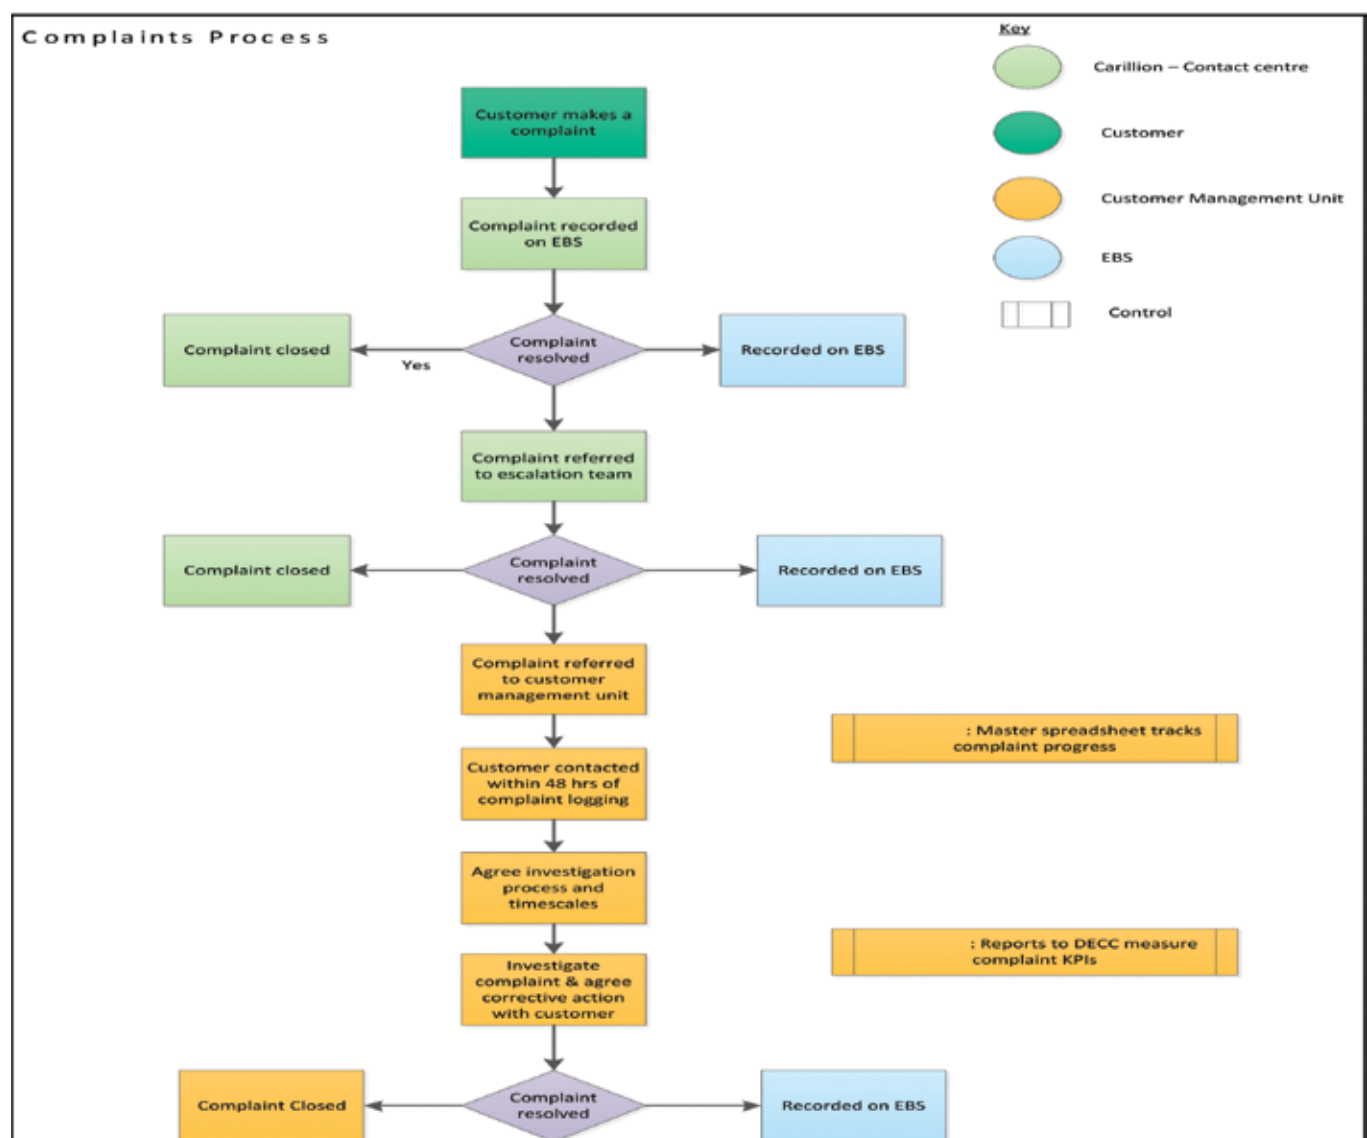 Complaints Process
Key
Carillion – Contact centre
Customer
Customer Management Unit
EBS
Control
Customer makes a
complaint
Complaint recorded
on EBS
Complaint closed
Yes
Complaint
resolved
Recorded on EBS
Complaint referred
to escalation team
Complaint closed
Complaint
resolved
Recorded on EBS
Complaint referred
to customer
management unit
: Master spreadsheet tracks
complaint progress
Customer contacted
within 48 hrs of
complaint logging
Agree investigation
process and
timescales
: Reports to DECC measure
complaint KPIs
Investigate
complaint & agree
corrective action
with customer
Complaint Closed
Complaint
resolved
Recorded on EBS